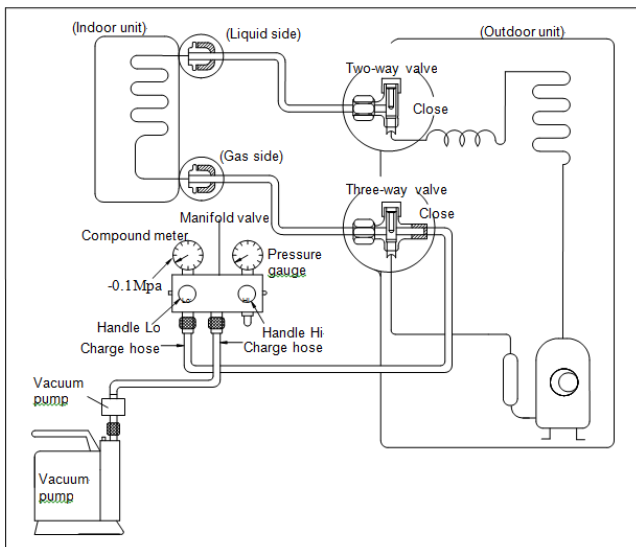 (Indoor unit)
(Liquid side)
(Outdoor unit)
Two-way valve
Close
(Gas side)
Three-way valve
Close
Manifold valve
Compound meter
Pressure
gauge
-0.1Mpa
Lo
Handle Lo
Handle Hi
Charge hose
Charge hose
Vacuum
pump
Vacuum
pump